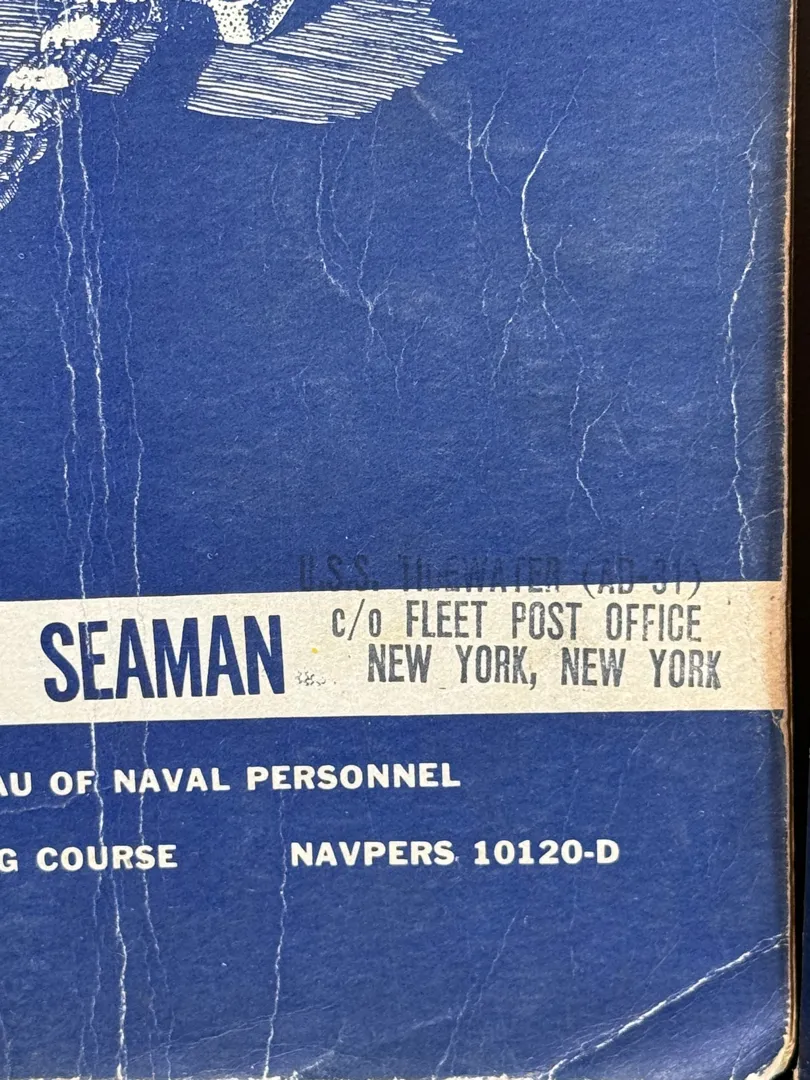 U.S.S. TIDEWATER (AD 31)
SEAMAN
c/o FLEET POST OFFICE
NEW YORK, NEW YORK
AU OF NAVAL PERSONNEL
G COURSE NAVPERS 10120-D